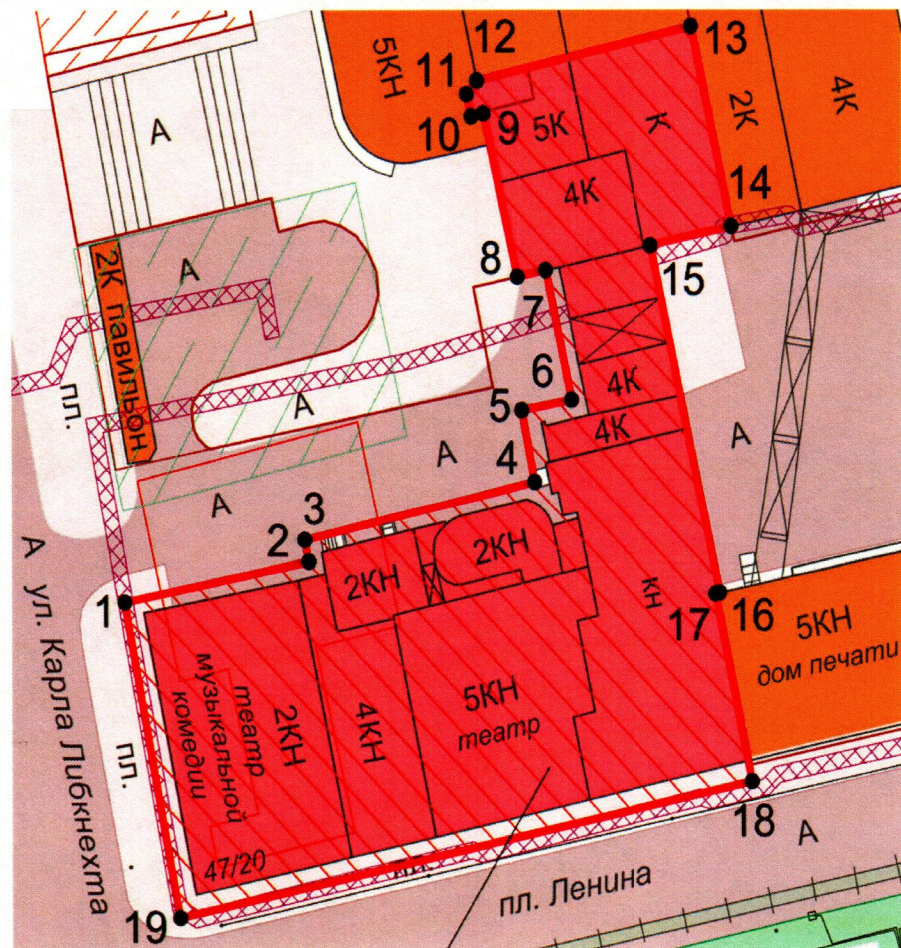 12
13
11
5КН
А
10
9
5К
К
2К
4К
4К
14
8
15
А
7
2К павильон
6
4К
пл.
А
5
4К
А
4
А
А
3
2
2КН
2КН
1
КН
17
16
А ул. Карла Либкнехта
5КН
дом печати
театр
музыкальной
комедии
2КН
4КН
5КН
театр
пл.
18
А
47/20
пл. Ленина
19